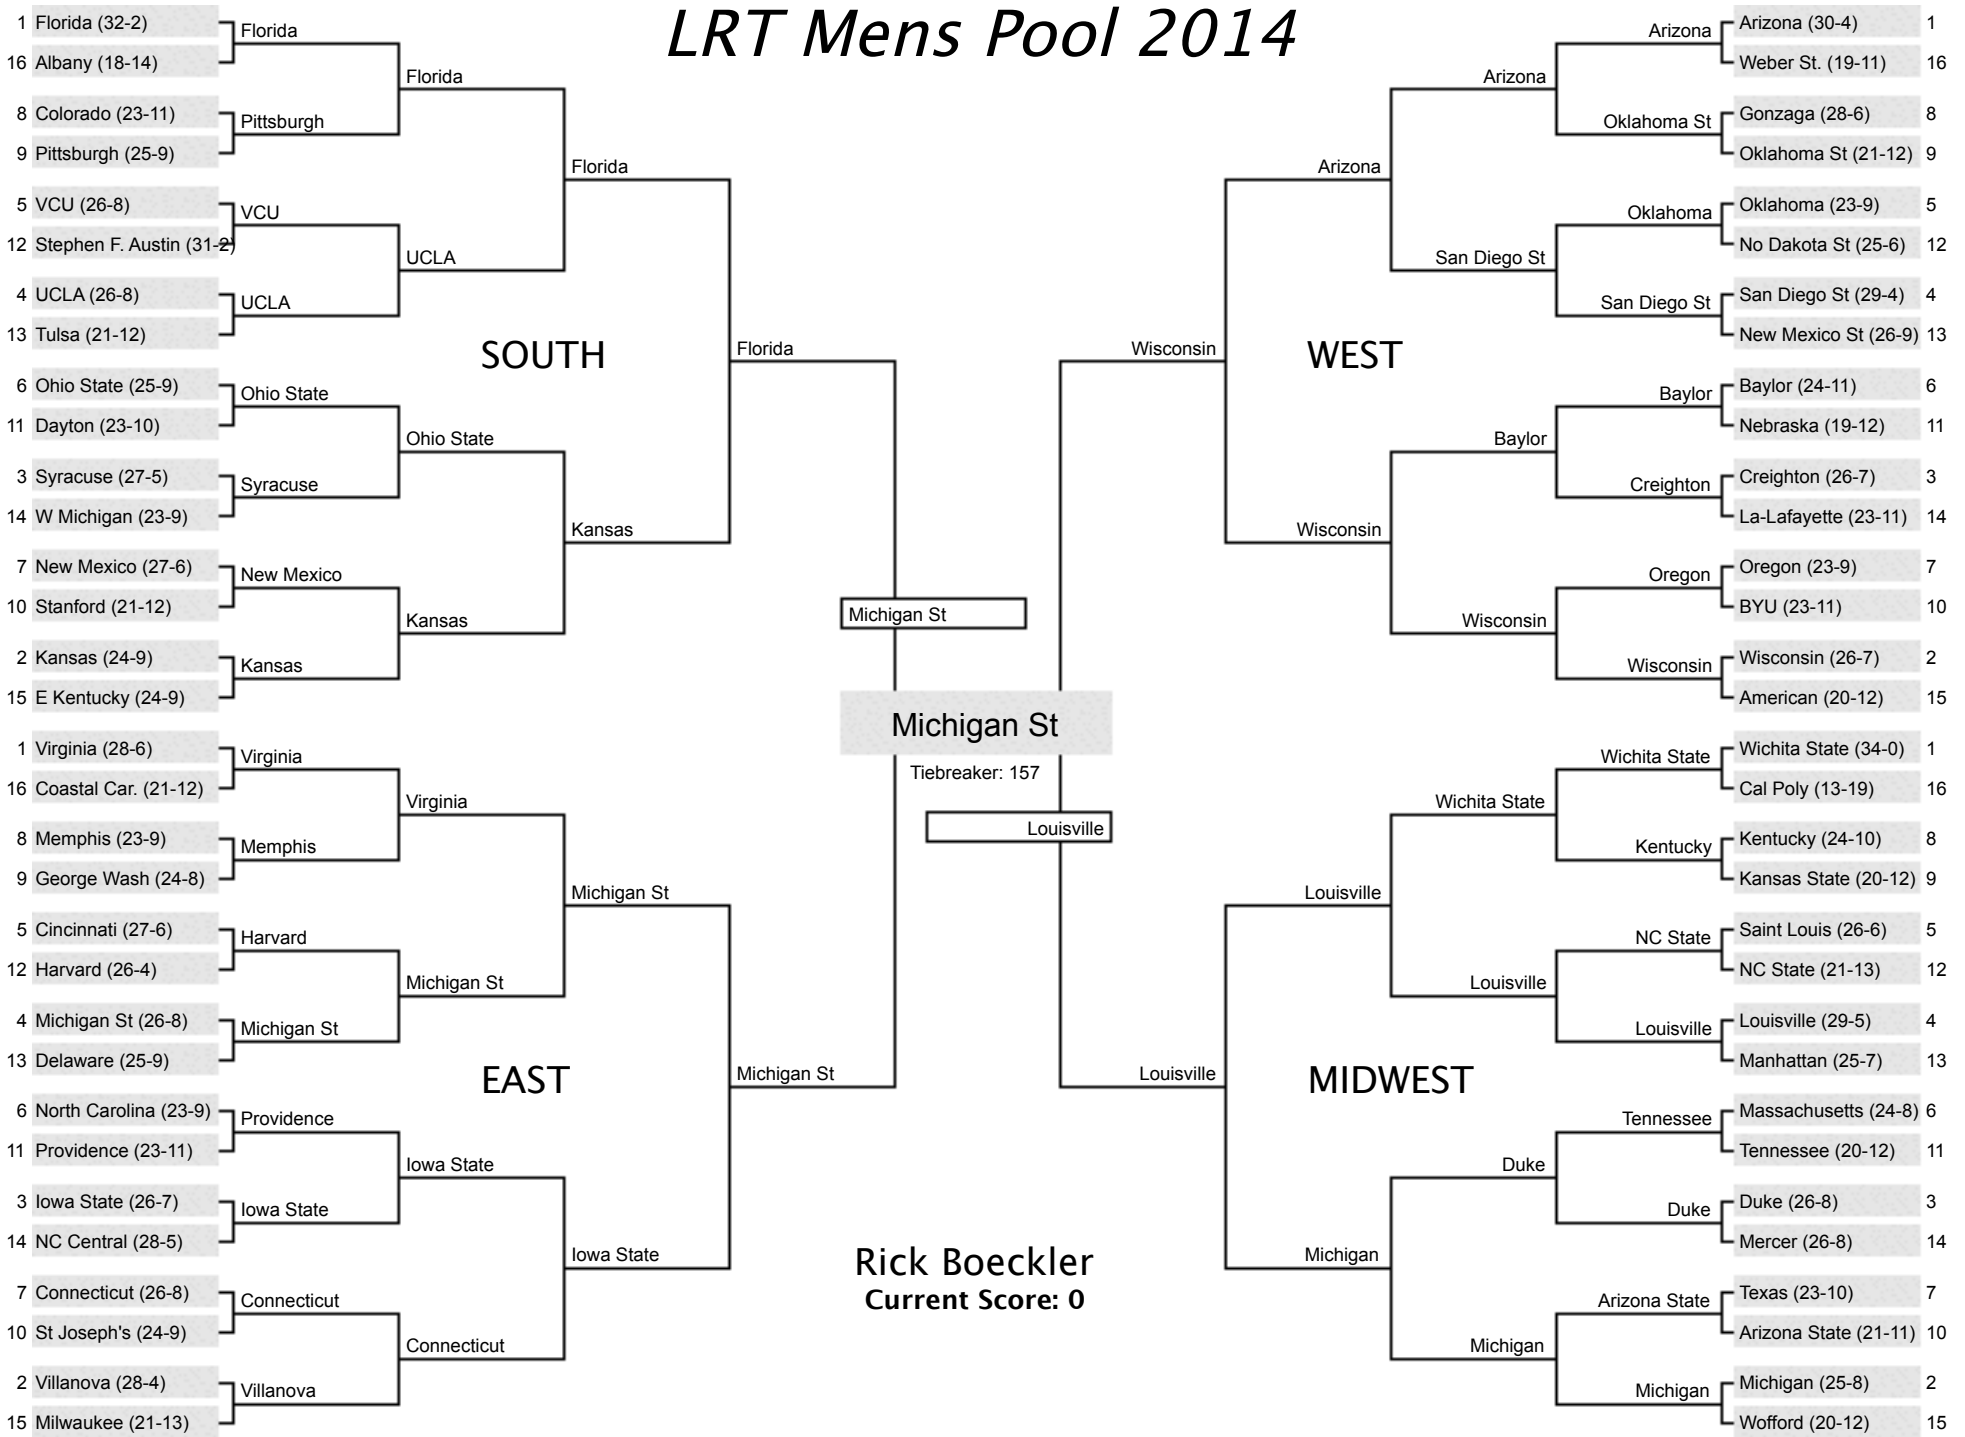 LRT Mens Pool 2014
1 Florida (32-2)
16 Albany (18-14)
8 Colorado (23-11)
9 Pittsburgh (25-9)
5 VCU (26-8)
12 Stephen F. Austin (31-2)
4 UCLA (26-8)
13 Tulsa (21-12)
6 Ohio State (25-9)
11 Dayton (23-10)
3 Syracuse (27-5)
14 W Michigan (23-9)
7 New Mexico (27-6)
10 Stanford (21-12)
2 Kansas (24-9)
15 E Kentucky (24-9)
Florida
Pittsburgh
VCU
UCLA
Ohio State
Syracuse
New Mexico
Kansas
Florida
UCLA
Ohio State
Kansas
Florida
Kansas
SOUTH
Florida
1 Virginia (28-6)
16 Coastal Car. (21-12)
8 Memphis (23-9)
9 George Wash (24-8)
5 Cincinnati (27-6)
12 Harvard (26-4)
4 Michigan St (26-8)
13 Delaware (25-9)
6 North Carolina (23-9)
11 Providence (23-11)
3 Iowa State (26-7)
14 NC Central (28-5)
7 Connecticut (26-8)
10 St Joseph's (24-9)
2 Villanova (28-4)
15 Milwaukee (21-13)
Virginia
Memphis
Harvard
Michigan St
Providence
Iowa State
Connecticut
Villanova
Virginia
Michigan St
Iowa State
Connecticut
Michigan St
Iowa State
EAST
Michigan St
Michigan St
Michigan St
Tiebreaker: 157
Louisville
Rick Boeckler
Current Score: 0
Arizona (30-4) 1
Weber St. (19-11) 16
Gonzaga (28-6) 8
Oklahoma St (21-12) 9
Oklahoma (23-9) 5
No Dakota St (25-6) 12
San Diego St (29-4) 4
New Mexico St (26-9) 13
Baylor (24-11) 6
Nebraska (19-12) 11
Creighton (26-7) 3
La-Lafayette (23-11) 14
Oregon (23-9) 7
BYU (23-11) 10
Wisconsin (26-7) 2
American (20-12) 15
Arizona
Oklahoma St
Oklahoma
San Diego St
Baylor
Creighton
Oregon
Wisconsin
Arizona
San Diego St
Baylor
Wisconsin
Arizona
Wisconsin
WEST
Wisconsin
Wichita State (34-0) 1
Cal Poly (13-19) 16
Kentucky (24-10) 8
Kansas State (20-12) 9
Saint Louis (26-6) 5
NC State (21-13) 12
Louisville (29-5) 4
Manhattan (25-7) 13
Massachusetts (24-8) 6
Tennessee (20-12) 11
Duke (26-8) 3
Mercer (26-8) 14
Texas (23-10) 7
Arizona State (21-11) 10
Michigan (25-8) 2
Wofford (20-12) 15
Wichita State
Kentucky
NC State
Louisville
Tennessee
Duke
Arizona State
Michigan
Wichita State
Louisville
Duke
Michigan
Louisville
Michigan
MIDWEST
Louisville